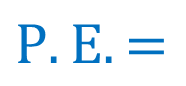 P. E. =